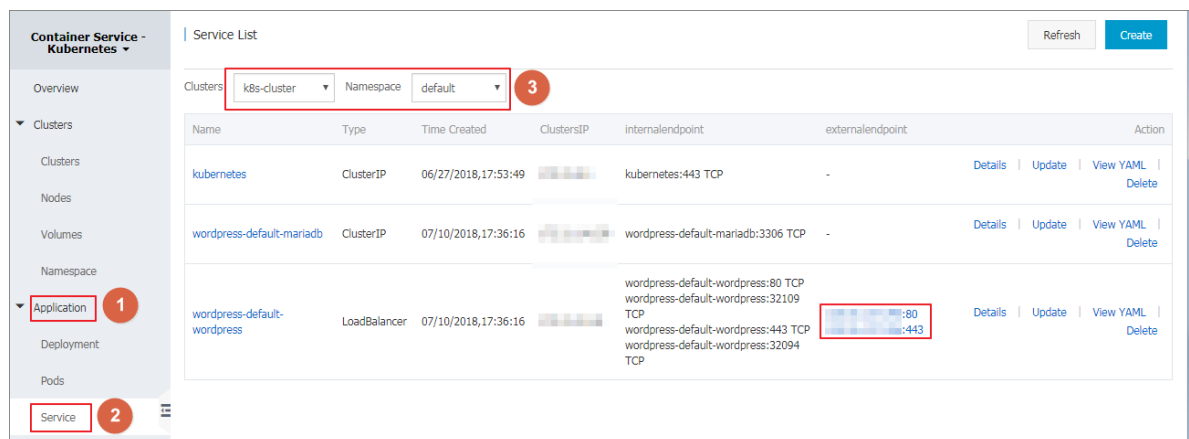 Container Service -
Kubernetes
Overview
Clusters
Clusters
Nodes
Volumes
Namespace
Application
1
Deployment
Pods
Service
2
Service List
Refresh
Create
Clusters
k8s-cluster
Namespace
default
3
Name Type Time Created ClustersIP internalendpoint externalendpoint Action
kubernetes ClusterIP 06/27/2018,17:53:49 kubernetes:443 TCP - Details | Update | View YAML |
Delete
wordpress-default-mariadb ClusterIP 07/10/2018,17:36:16 wordpress-default-mariadb:3306 TCP - Details | Update | View YAML |
Delete
wordpress-default-
wordpress
LoadBalancer 07/10/2018,17:36:16
wordpress-default-wordpress:80 TCP
wordpress-default-wordpress:32109
TCP
wordpress-default-wordpress:443 TCP
wordpress-default-wordpress:32094
TCP
:80
:443
Details | Update | View YAML |
Delete